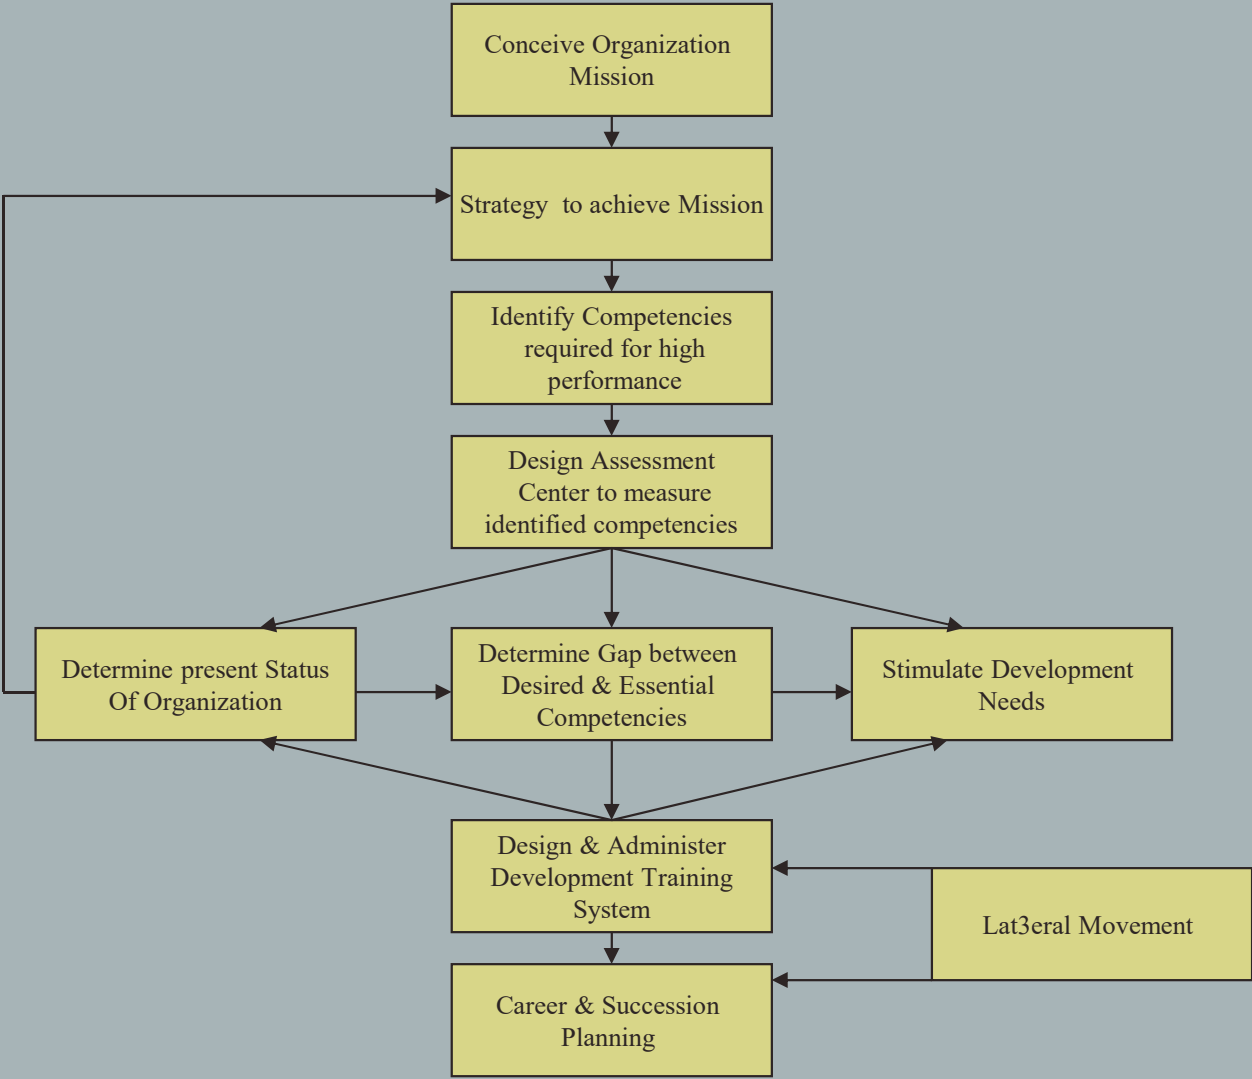 Conceive Organization
Mission
Strategy  to achieve Mission
Identify Competencies
required for high
performance
Design Assessment
Center to measure
identified competencies
Determine present Status
Of Organization
Determine Gap between
Desired & Essential
Competencies
Stimulate Development
Needs
Design & Administer
Development Training
System
Lat3eral Movement
Career & Succession
Planning